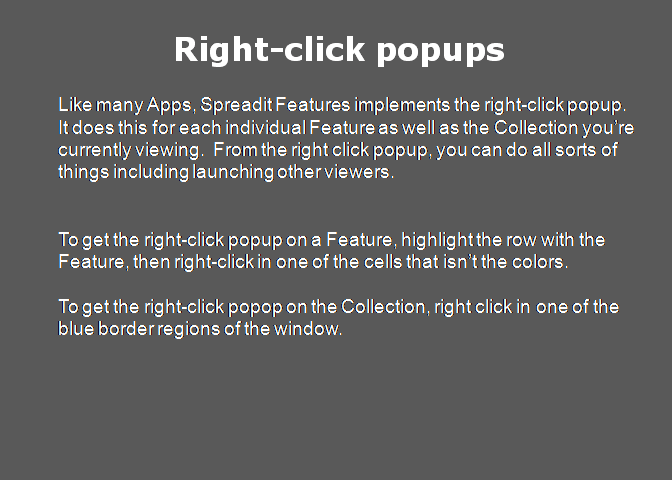 Right-click popups
Like many Apps, Spreadit Features implements the right-click popup.
It does this for each individual Feature as well as the Collection you’re
currently viewing.  From the right click popup, you can do all sorts of
things including launching other viewers.
To get the right-click popup on a Feature, highlight the row with the
Feature, then right-click in one of the cells that isn’t the colors.
To get the right-click popop on the Collection, right click in one of the
blue border regions of the window.